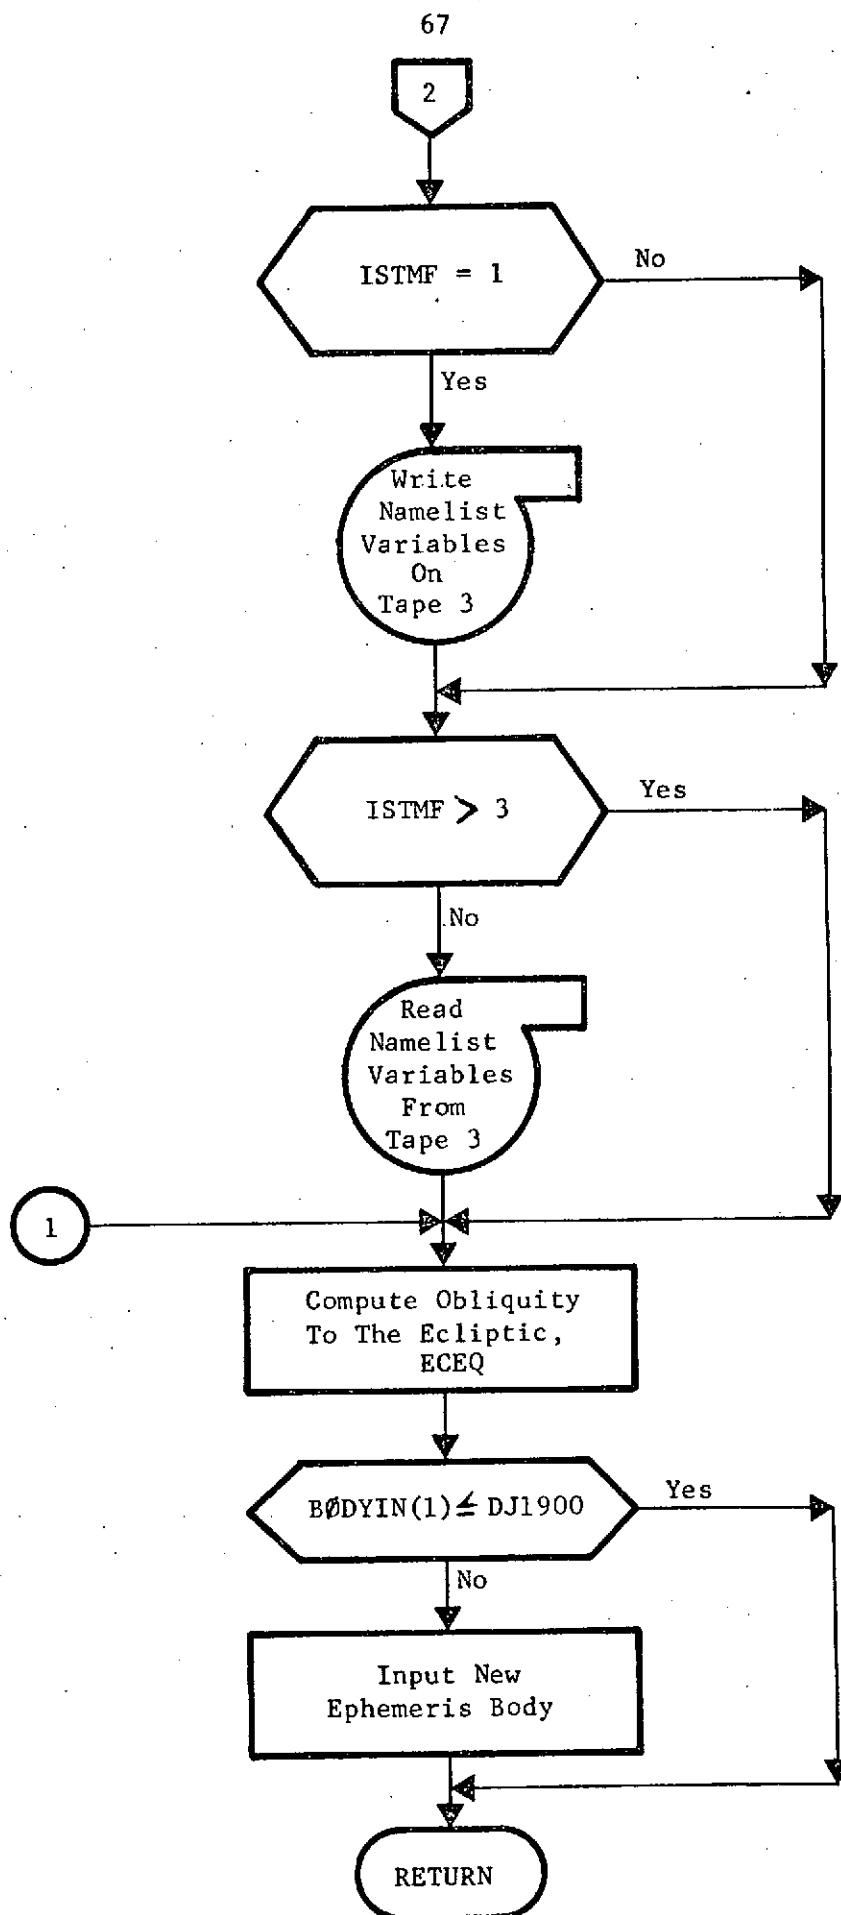 67
2
ISTMF = 1
No
Yes
Write
Namelist
Variables
On
Tape 3
ISTMF > 3
Yes
No
Read
Namelist
Variables
From
Tape 3
1
Compute Obliquity
To The Ecliptic,
ECEQ
BØDYIN(1) ≤ DJ1900
Yes
No
Input New
Ephemeris Body
RETURN